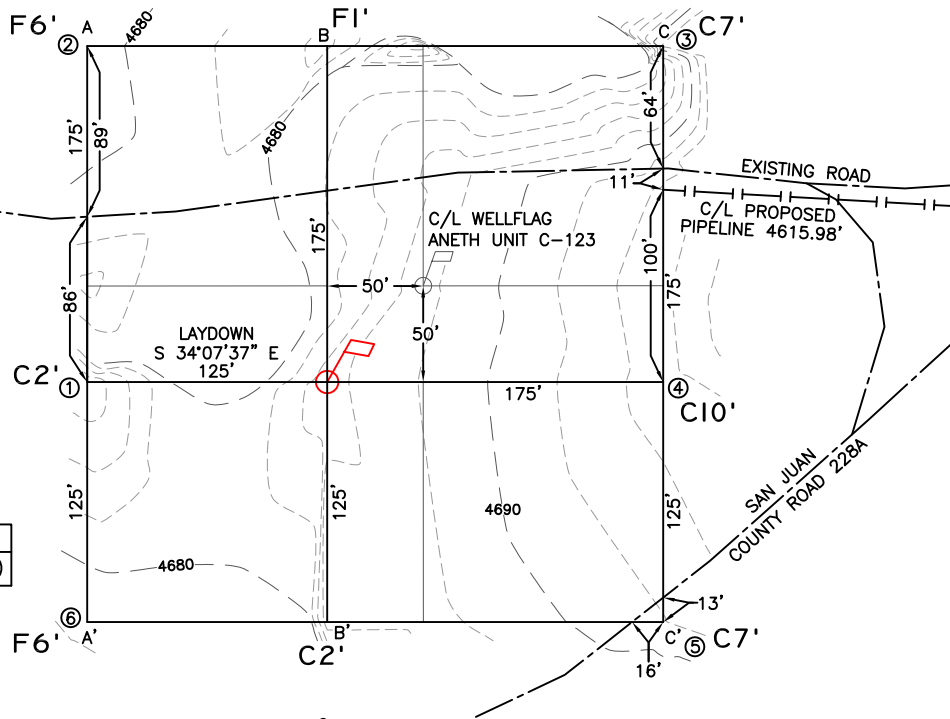 F6'
A
4680
F1'
B
C
C7'
②
③
175'
89'
4680
64'
EXISTING ROAD
11'
C/L PROPOSED
PIPELINE 4615.98'
C/L WELLFLAG
ANETH UNIT C-123
175'
100'
175'
86'
50'
50'
LAYDOWN
S 34°07'37" E
125'
C2'
①
175'
④
C10'
125'
125'
4690
125'
SAN JUAN
COUNTY ROAD 228A
4680
13'
⑥
A'
F6'
B'
C2'
C'
⑤
C7'
16'